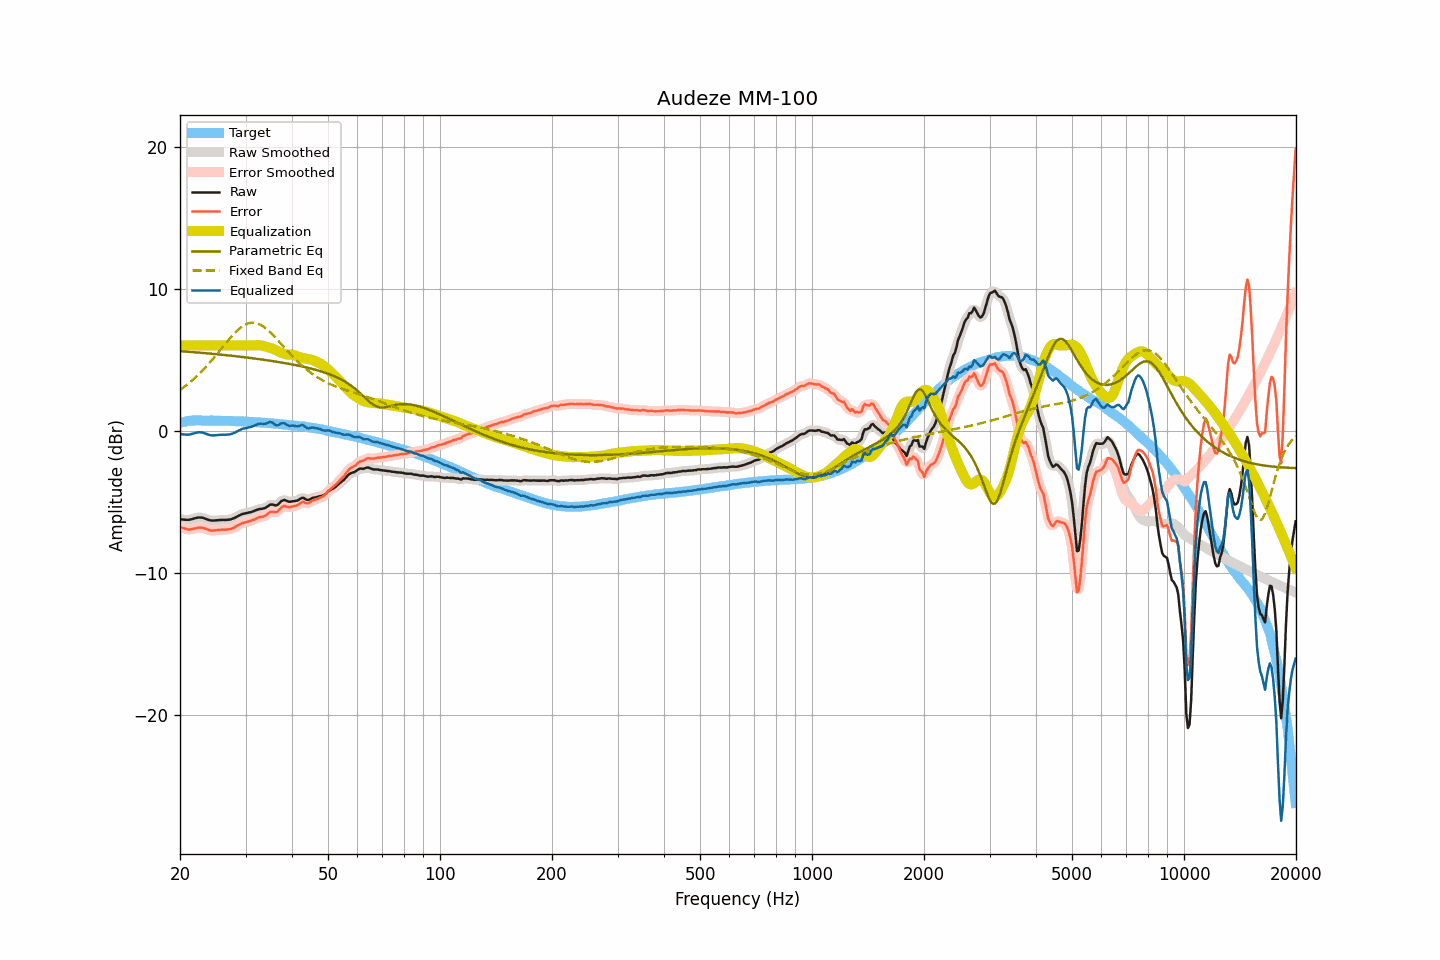 Audeze MM-100
Target
Raw Smoothed
Error Smoothed
Raw
Error
Equalization
Parametric Eq
Fixed Band Eq
Equalized
20
10
0
−10
−20
Amplitude (dBr)
20 50 100 200 500 1000 2000 5000 10000 20000
Frequency (Hz)